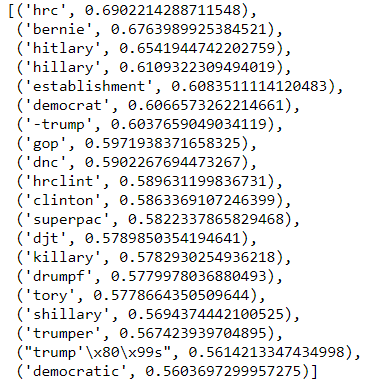 [('hrc', 0.6902214288711548),
('bernie', 0.6763989925384521),
('hitlary', 0.6541944742202759),
('hillary', 0.6109322309494019),
('establishment', 0.6083511114120483),
('democrat', 0.6066573262214661),
('-trump', 0.6037659049034119),
('gop', 0.5971938371658325),
('dnc', 0.5902267694473267),
('hrclint', 0.589631199836731),
('clinton', 0.5863369107246399),
('superpac', 0.5822337865829468),
('djt', 0.5789850354194641),
('killary', 0.5782930254936218),
('drumpf', 0.5779978036880493),
('tory', 0.5778664350509644),
('shillary', 0.5694374442100525),
('trumper', 0.567423939704895),
("trump'\x80\x99s", 0.5614213347434998),
('democratic', 0.5603697299957275)]